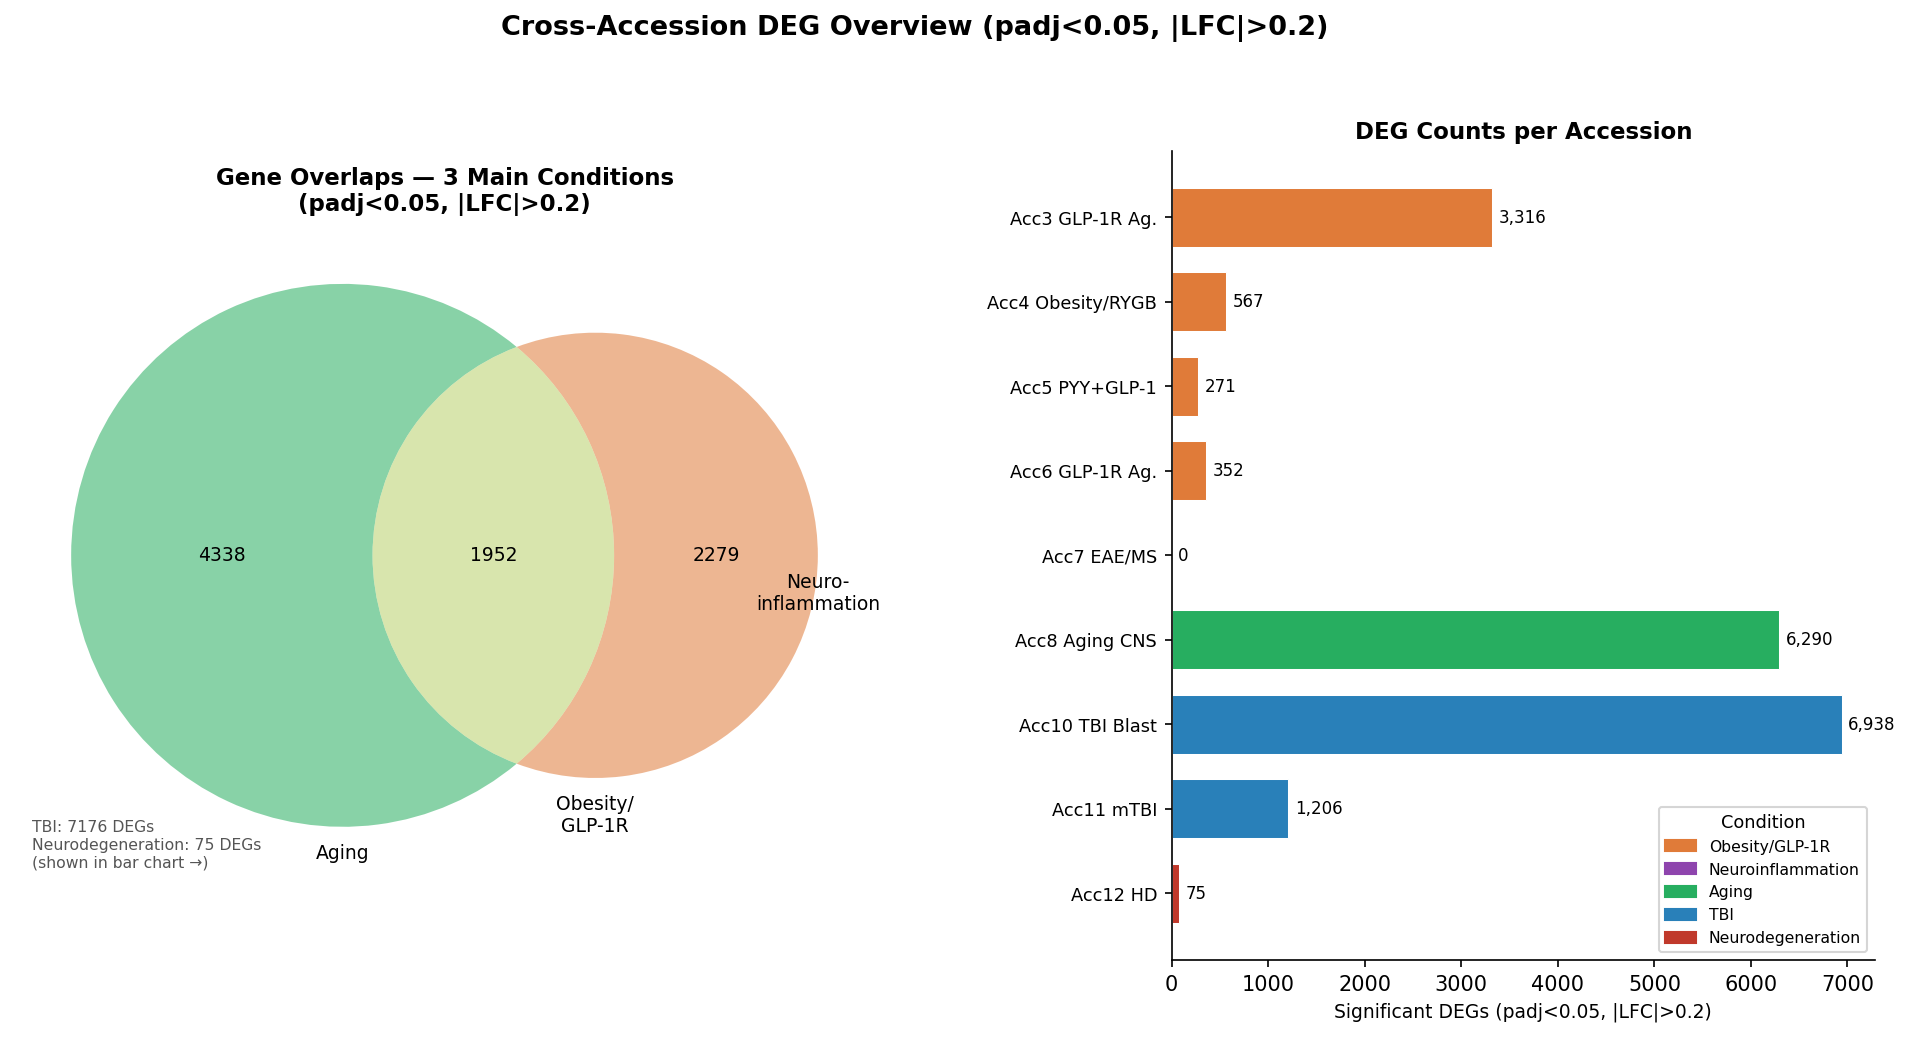 Cross-Accession DEG Overview (padj<0.05, |LFC|>0.2)
Gene Overlaps — 3 Main Conditions
(padj<0.05, |LFC|>0.2)
4338
1952
2279
Neuro-
inflammation
Obesity/
GLP-1R
Aging
TBI: 7176 DEGs
Neurodegeneration: 75 DEGs
(shown in bar chart →)
DEG Counts per Accession
Acc3 GLP-1R Ag.
3,316
Acc4 Obesity/RYGB
567
Acc5 PYY+GLP-1
271
Acc6 GLP-1R Ag.
352
Acc7 EAE/MS
0
Acc8 Aging CNS
6,290
Acc10 TBI Blast
6,938
Acc11 mTBI
1,206
Acc12 HD
75
Condition
Obesity/GLP-1R
Neuroinflammation
Aging
TBI
Neurodegeneration
0 1000 2000 3000 4000 5000 6000 7000
Significant DEGs (padj<0.05, |LFC|>0.2)